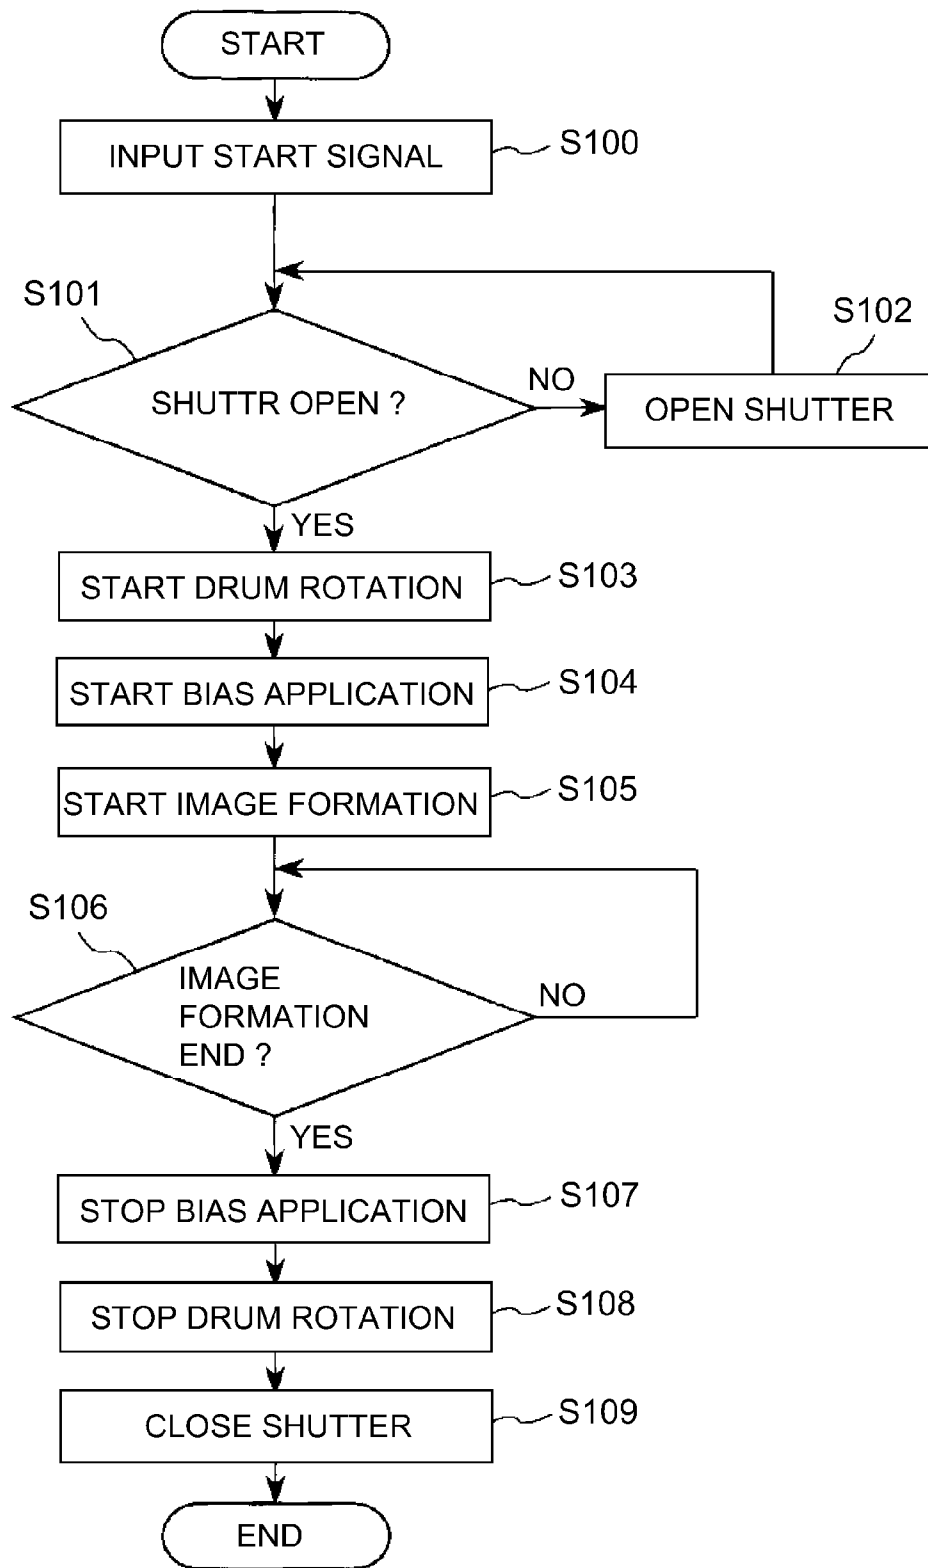 START
INPUT START SIGNAL
S100
S101
SHUTTR OPEN ?
NO
S102
OPEN SHUTTER
YES
START DRUM ROTATION
S103
START BIAS APPLICATION
S104
START IMAGE FORMATION
S105
S106
IMAGE
FORMATION
END ?
NO
YES
STOP BIAS APPLICATION
S107
STOP DRUM ROTATION
S108
CLOSE SHUTTER
S109
END